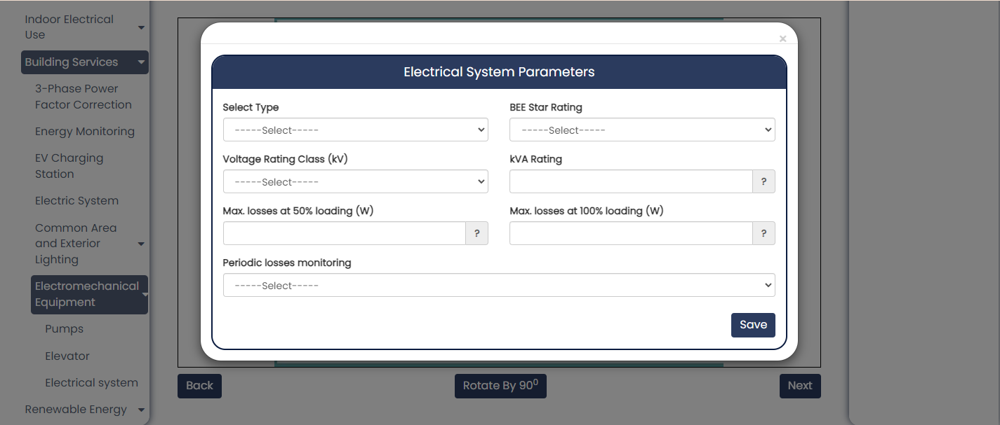 Indoor Electrical
Use
Building Services
3-Phase Power
Factor Correction
Energy Monitoring
EV Charging
Station
Electric System
Common Area
and Exterior
Lighting
Electromechanical
Equipment
Pumps
Elevator
Electrical system
Renewable Energy
×
Electrical System Parameters
Select Type
BEE Star Rating
-----Select-----
-----Select-----
Voltage Rating Class (kV)
kVA Rating
-----Select-----
?
Max. losses at 50% loading (W)
Max. losses at 100% loading (W)
?
?
Periodic losses monitoring
-----Select-----
Save
Back
Rotate By 90⁰
Next